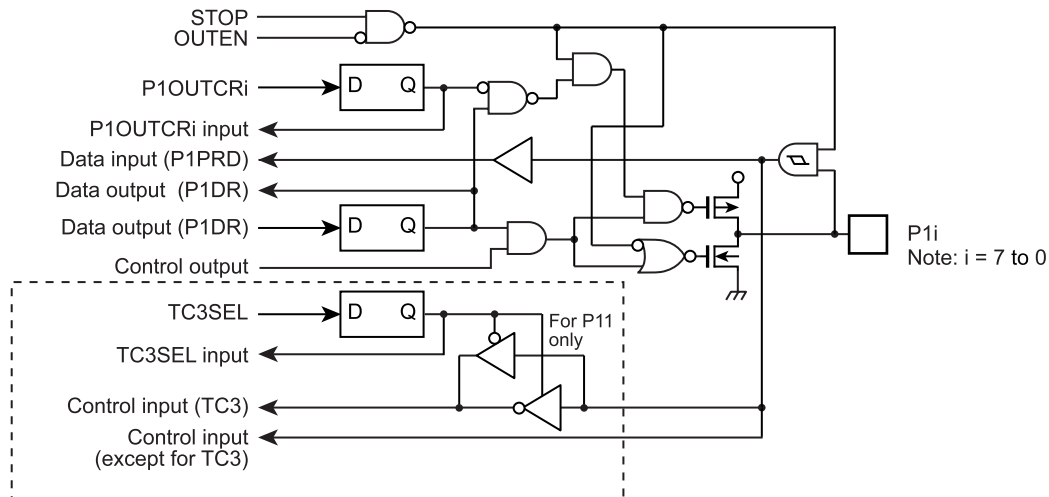 STOP
OUTEN
P1OUTCRi
D Q
P1OUTCRi input
Data input (P1PRD)
Data output (P1DR)
Data output (P1DR)
D Q
Control output
P1i
Note: i = 7 to 0
TC3SEL
D Q
For P11
only
TC3SEL input
Control input (TC3)
Control input
(except for TC3)